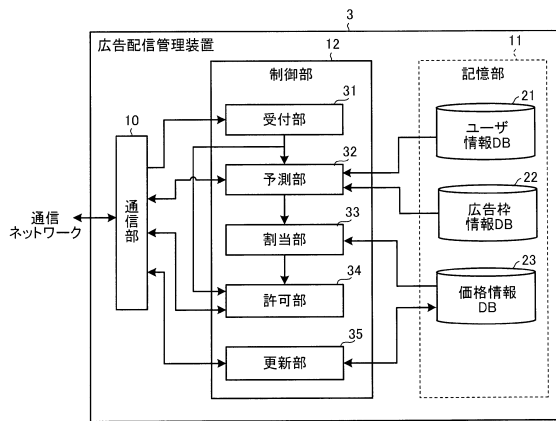 3
広告配信管理装置
12
11
制御部
記憶部
31
受付部
21
ユーザ
情報DB
10
通信部
32
予測部
22
広告枠
情報DB
通信
ネットワーク
33
割当部
23
価格情報
DB
34
許可部
35
更新部